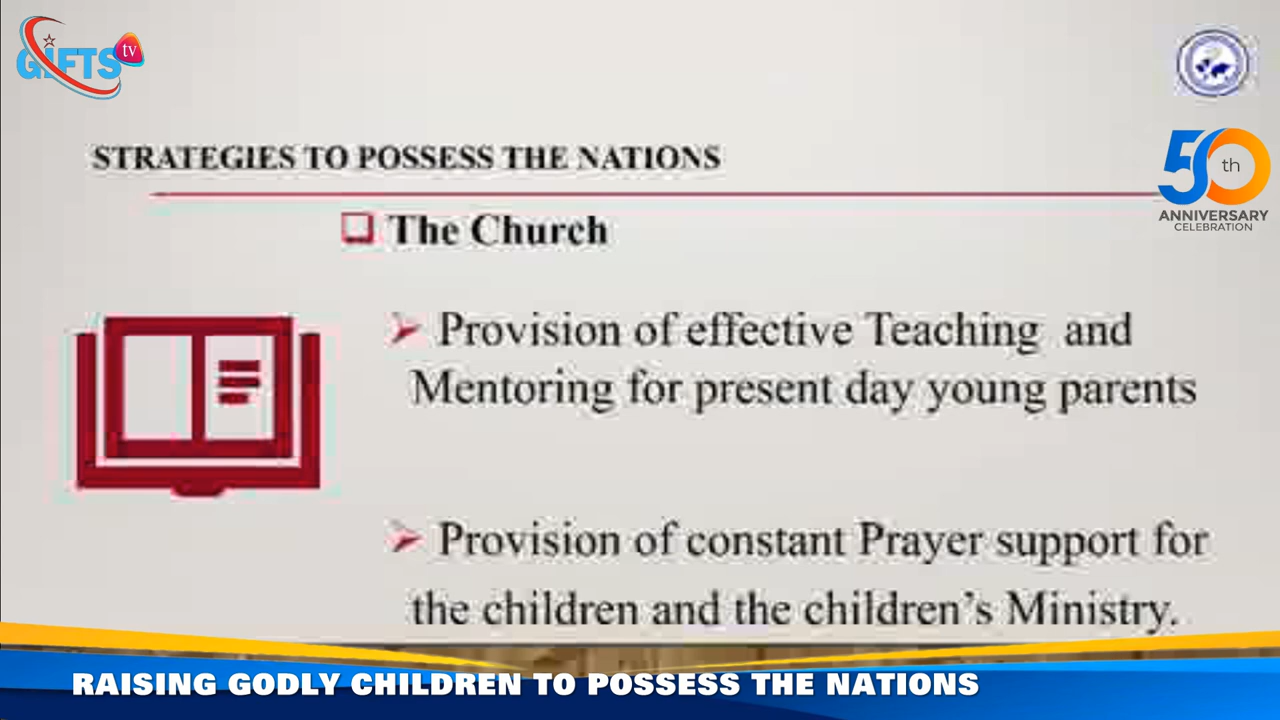 GIFTS tv
50th
ANNIVERSARY
CELEBRATION
STRATEGIES TO POSSESS THE NATIONS
❑ The Church
➢ Provision of effective Teaching and
Mentoring for present day young parents
➢ Provision of constant Prayer support for
the children and the children’s Ministry.
RAISING GODLY CHILDREN TO POSSESS THE NATIONS